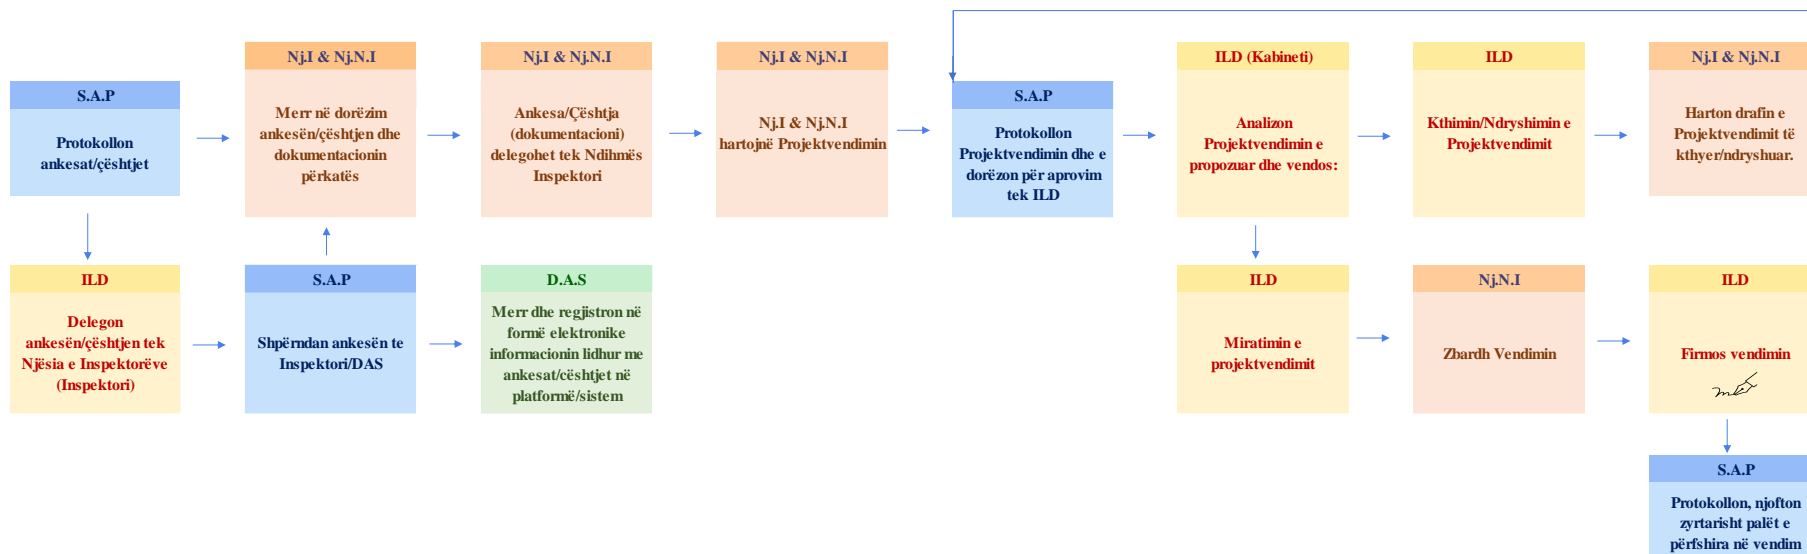 S.A.P
Protokollon
ankesat/çështjet
Nj.I & Nj.N.I
Merr në dorëzim
ankesën/çështjen dhe
dokumentacionin
përkatës
Nj.I & Nj.N.I
Ankesa/Çështja
(dokumentacioni)
delegohet tek Ndihmës
Inspektori
Nj.I & Nj.N.I
Nj.I & Nj.N.I
hartojnë Projektvendimin
S.A.P
Protokollon
Projektvendimin dhe e
dorëzon për aprovim
tek ILD
ILD (Kabineti)
Analizon
Projektvendimin e
propozuar dhe vendos:
ILD
Kthimin/Ndryshimin e
Projektvendimit
Nj.I & Nj.N.I
Harton drafin e
Projektvendimit të
kthyer/ndryshuar.
ILD
Delegon
ankesën/çështjen tek
Njësia e Inspektorëve
(Inspektori)
S.A.P
Shpërndan ankesën te
Inspektori/DAS
D.A.S
Merr dhe regjistron në
formë elektronike
informacionin lidhur me
ankesat/cështjet në
platformë/sistem
ILD
Miratimin e
projektvendimit
Nj.N.I
Zbardh Vendimin
ILD
Firmos vendimin
S.A.P
Protokollon, njofton
zyrtarisht palët e
përfshira në vendim